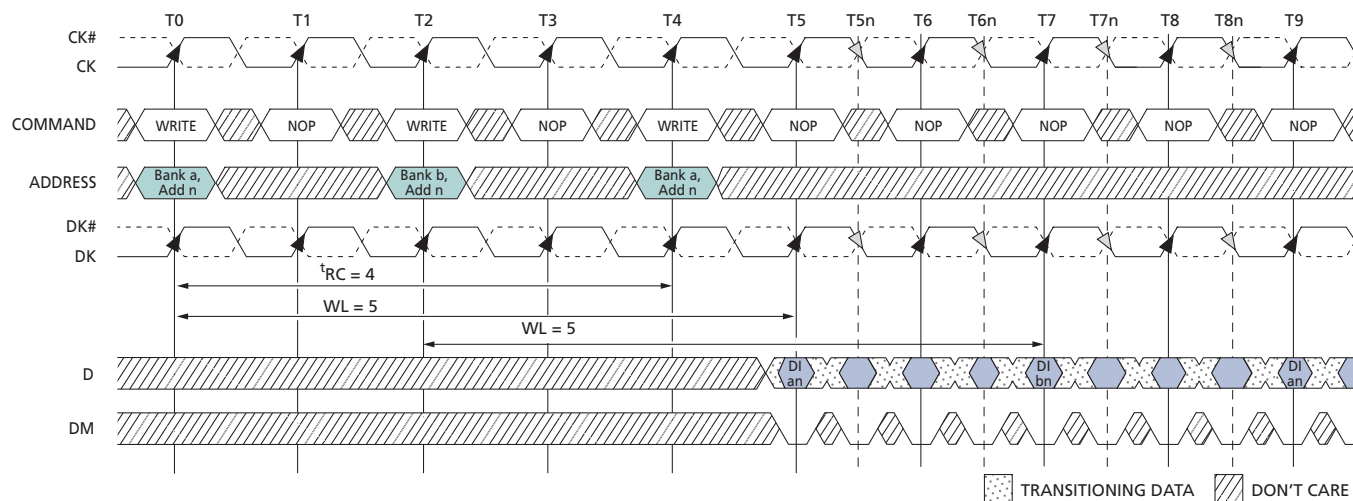 T0 T1 T2 T3 T4 T5 T5n T6 T6n T7 T7n T8 T8n T9
CK#
CK
COMMAND WRITE NOP WRITE NOP WRITE NOP NOP NOP NOP NOP
ADDRESS Bank a, Add n Bank b, Add n Bank a, Add n
DK#
DK
tRC = 4
WL = 5
WL = 5
D DI an DI bn DI an
DM
TRANSITIONING DATA DON'T CARE